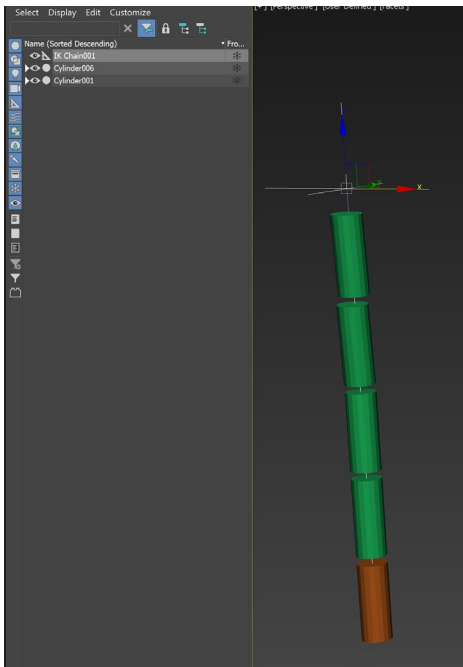 Select Display Edit Customize
[+] [Perspective] [User Defined] [Facets]
Name (Sorted Descending) Fro...
IK Chain001
Cylinder006
Cylinder001
x